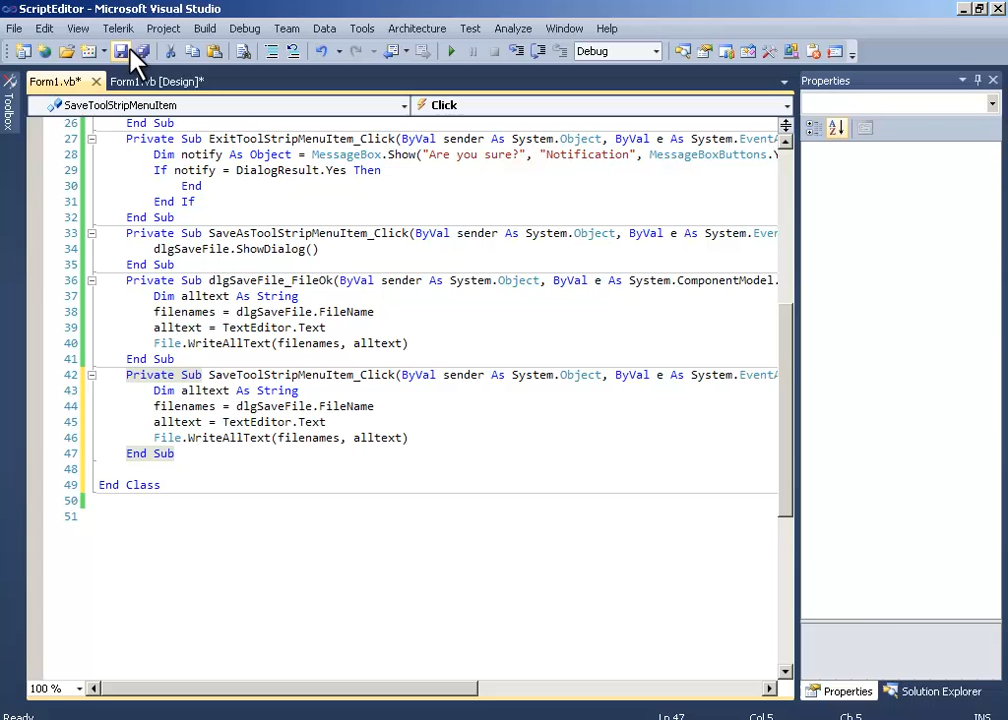 ScriptEditor - Microsoft Visual Studio
File Edit View Telerik Project Build Debug Team Data Tools Architecture Test Analyze Window Help
Debug
Form1.vb* Form1.vb [Design]*
Properties
SaveToolStripMenuItem Click
Toolbox
26 End Sub
27 Private Sub ExitToolStripMenuItem_Click(ByVal sender As System.Object, ByVal e As System.EventA
28 Dim notify As Object = MessageBox.Show("Are you sure?", "Notification", MessageBoxButtons.Y
29 If notify = DialogResult.Yes Then
30 End
31 End If
32 End Sub
33 Private Sub SaveAsToolStripMenuItem_Click(ByVal sender As System.Object, ByVal e As System.Even
34 dlgSaveFile.ShowDialog()
35 End Sub
36 Private Sub dlgSaveFile_FileOk(ByVal sender As System.Object, ByVal e As System.ComponentModel.
37 Dim alltext As String
38 filenames = dlgSaveFile.FileName
39 alltext = TextEditor.Text
40 File.WriteAllText(filenames, alltext)
41 End Sub
42 Private Sub SaveToolStripMenuItem_Click(ByVal sender As System.Object, ByVal e As System.EventA
43 Dim alltext As String
44 filenames = dlgSaveFile.FileName
45 alltext = TextEditor.Text
46 File.WriteAllText(filenames, alltext)
47 End Sub
48
49 End Class
50
51
100 %
Properties Solution Explorer
Ready Ln 47 Col 5 Ch 5 INS